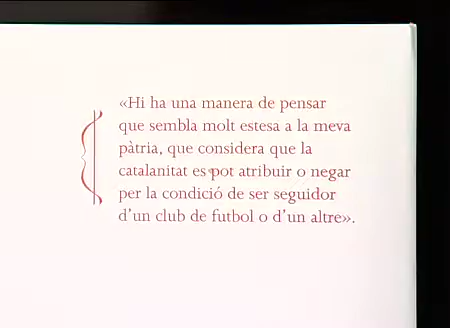 «Hi ha una manera de pensar
que sembla molt estesa a la meva
pàtria, que considera que la
catalanitat es pot atribuir o negar
per la condició de ser seguidor
d’un club de futbol o d’un altre».